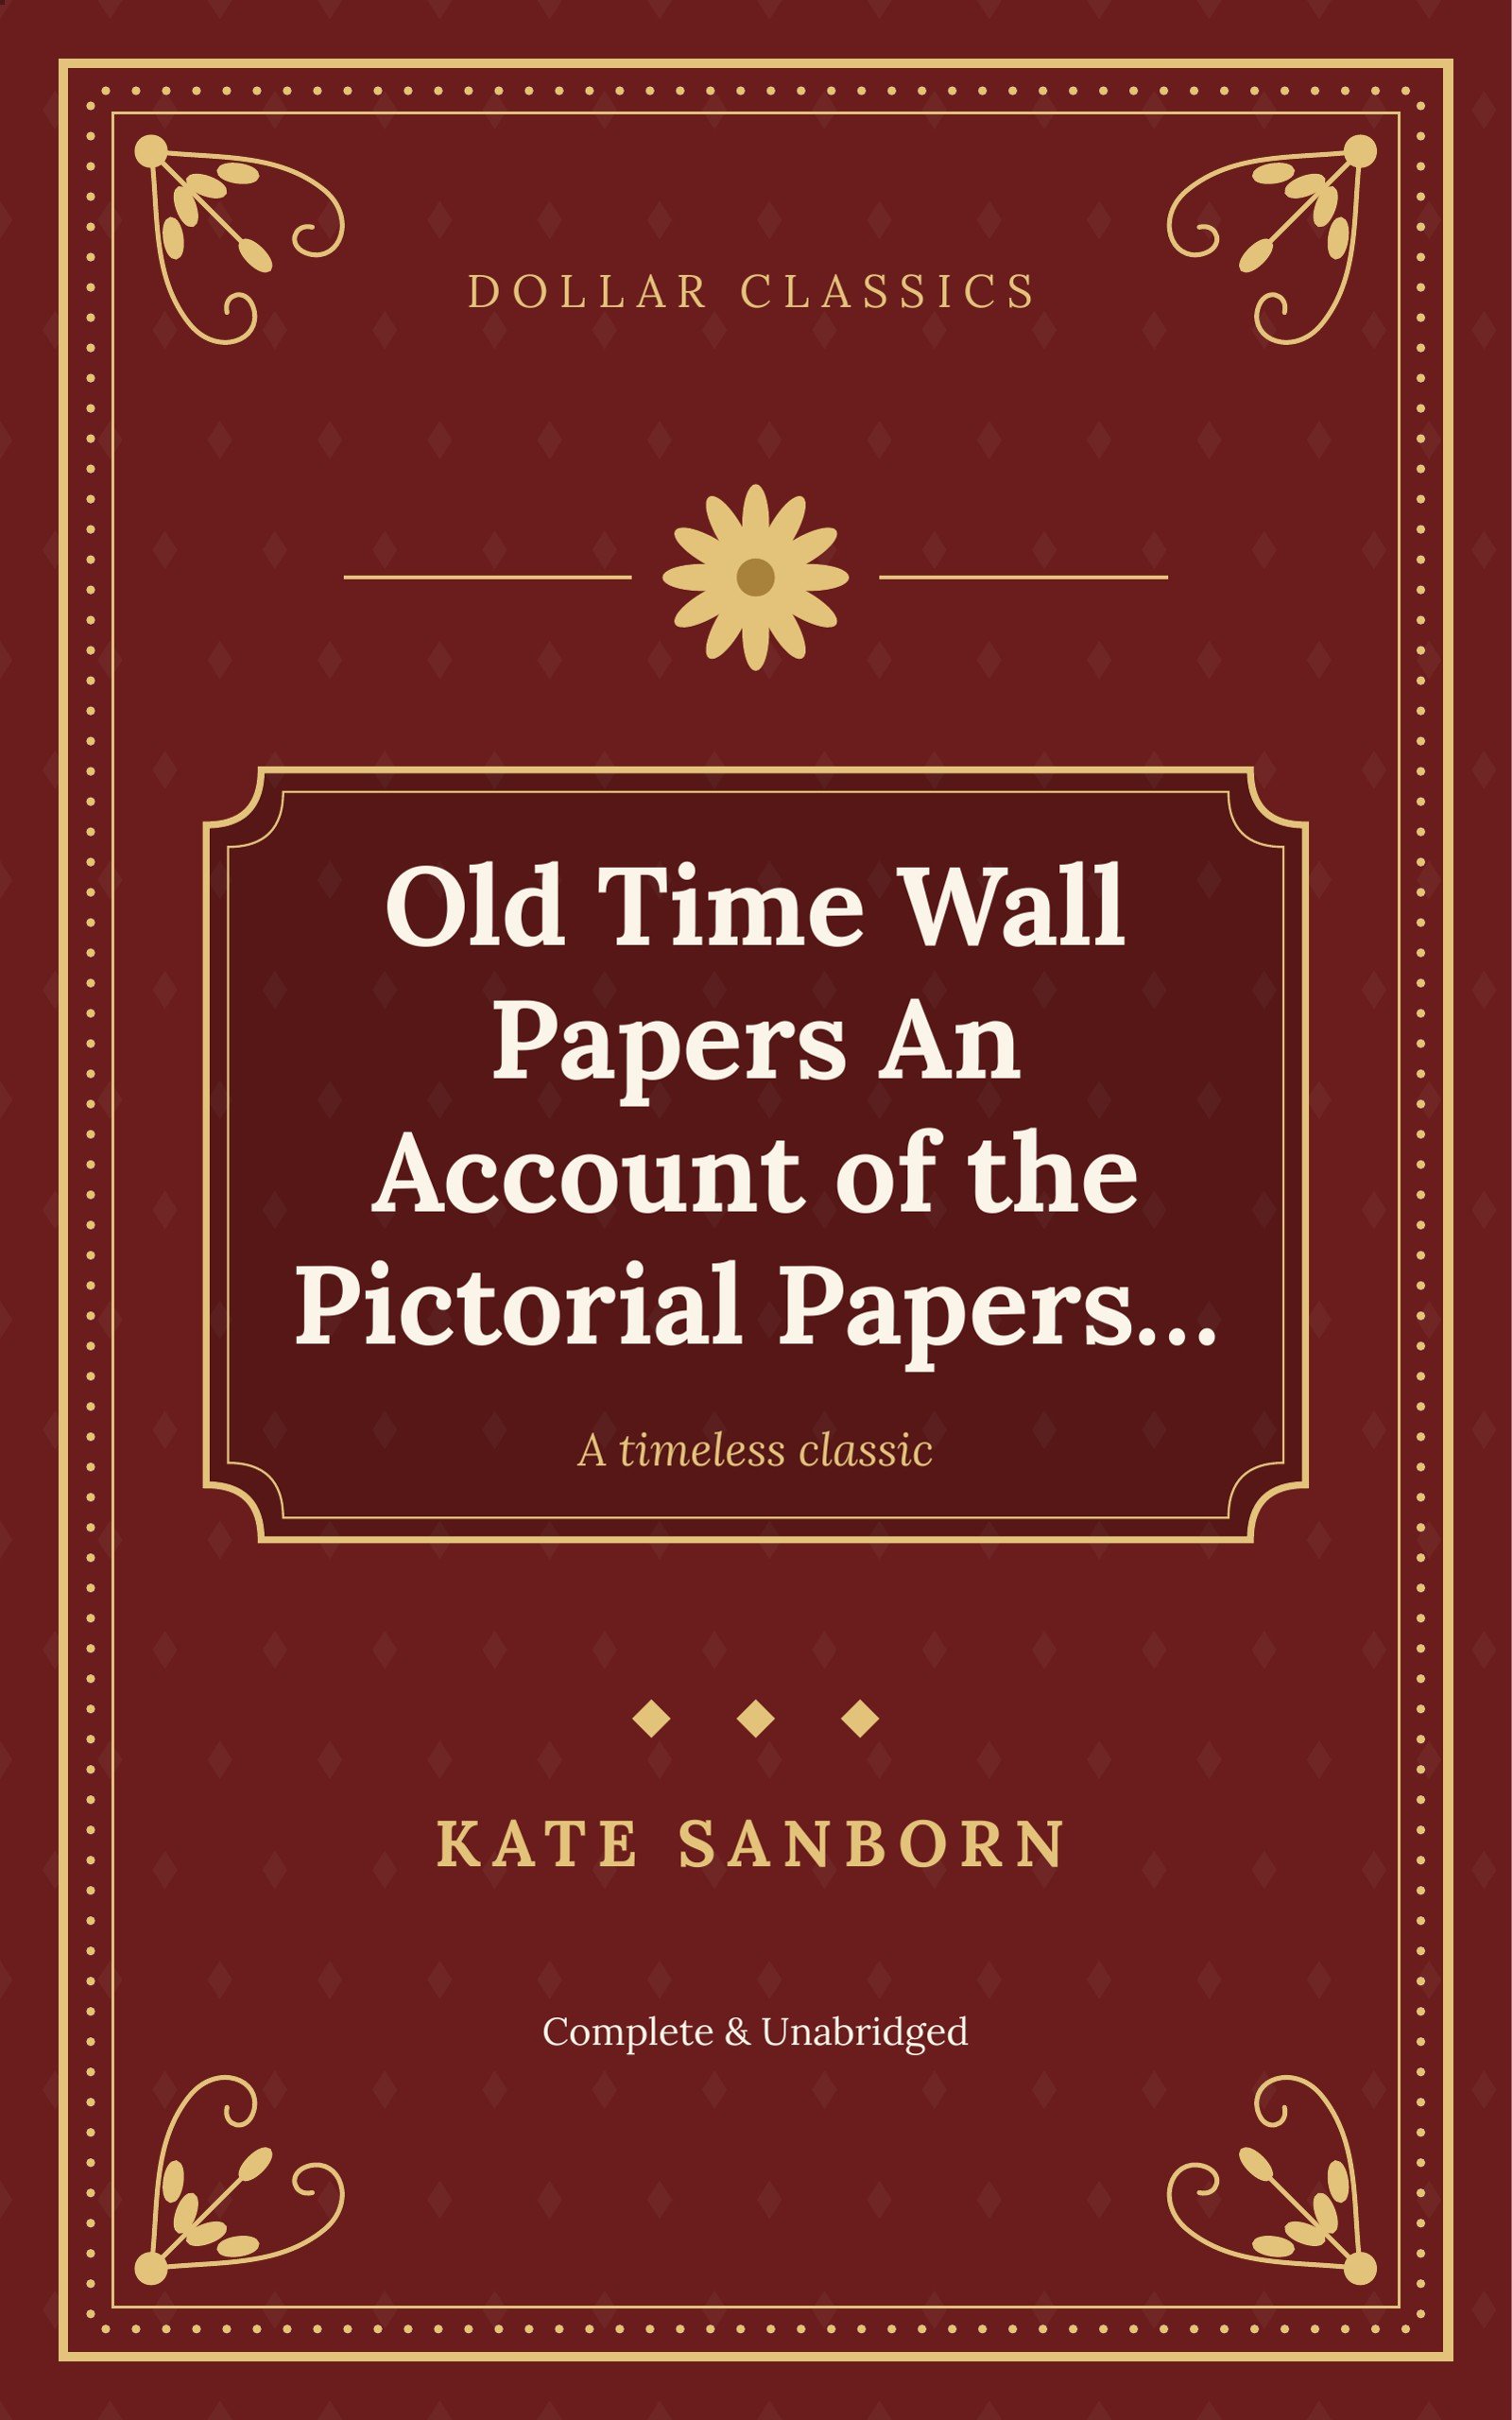 DOLLAR CLASSICS
Old Time Wall
Papers An
Account of the
Pictorial Papers...
A timeless classic
KATE SANBORN
Complete & Unabridged